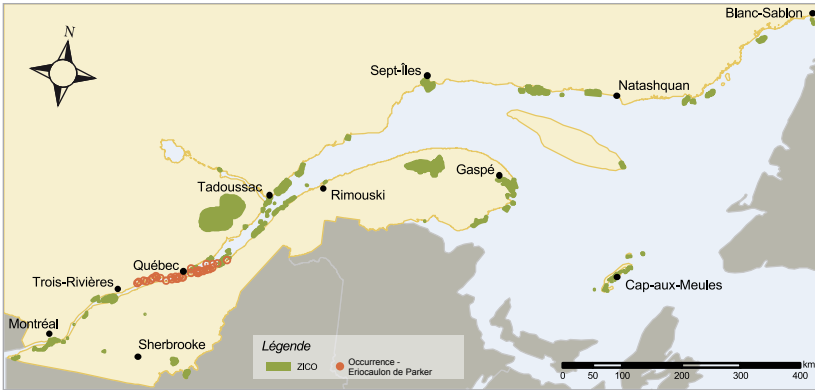 Blanc-Sablon
N
Sept-Îles
Natashquan
Gaspé
Tadoussac
Rimouski
Québec
Trois-Rivières
Cap-aux-Meules
Montréal
Sherbrooke
Légende
ZICO
Occurrence -
Eriocaulon de Parker
km
0 50 100 200 300 400